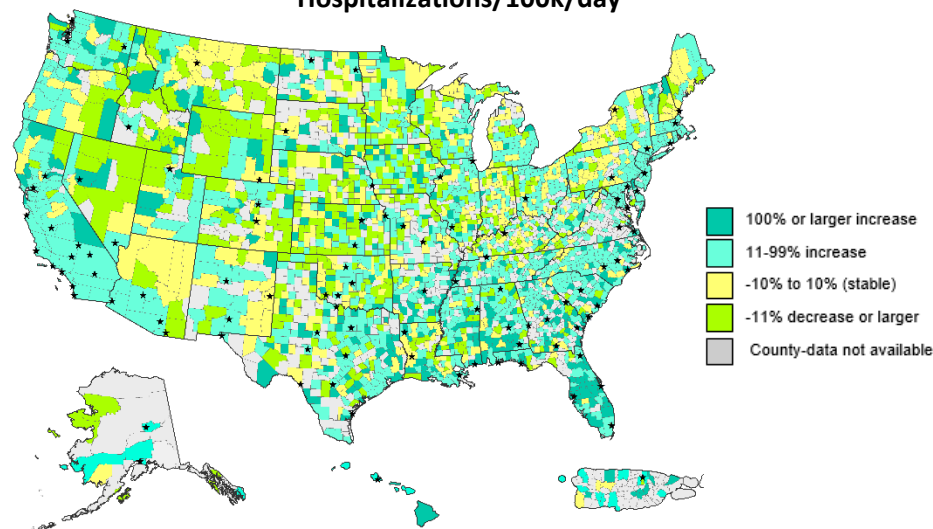 Hospitalizations/100k/day
100% or larger increase
11-99% increase
-10% to 10% (stable)
-11% decrease or larger
County-data not available